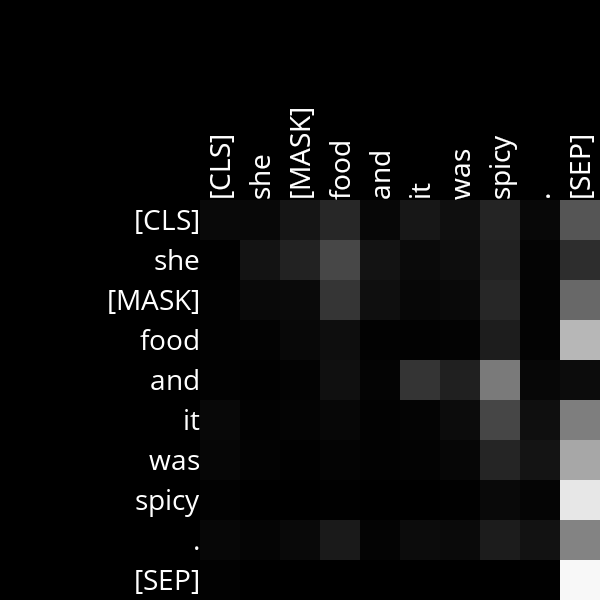 [CLS]
she
[MASK]
food
and
it
was
spicy
.
[SEP]
[CLS]
she
[MASK]
food
and
it
was
spicy
.
[SEP]